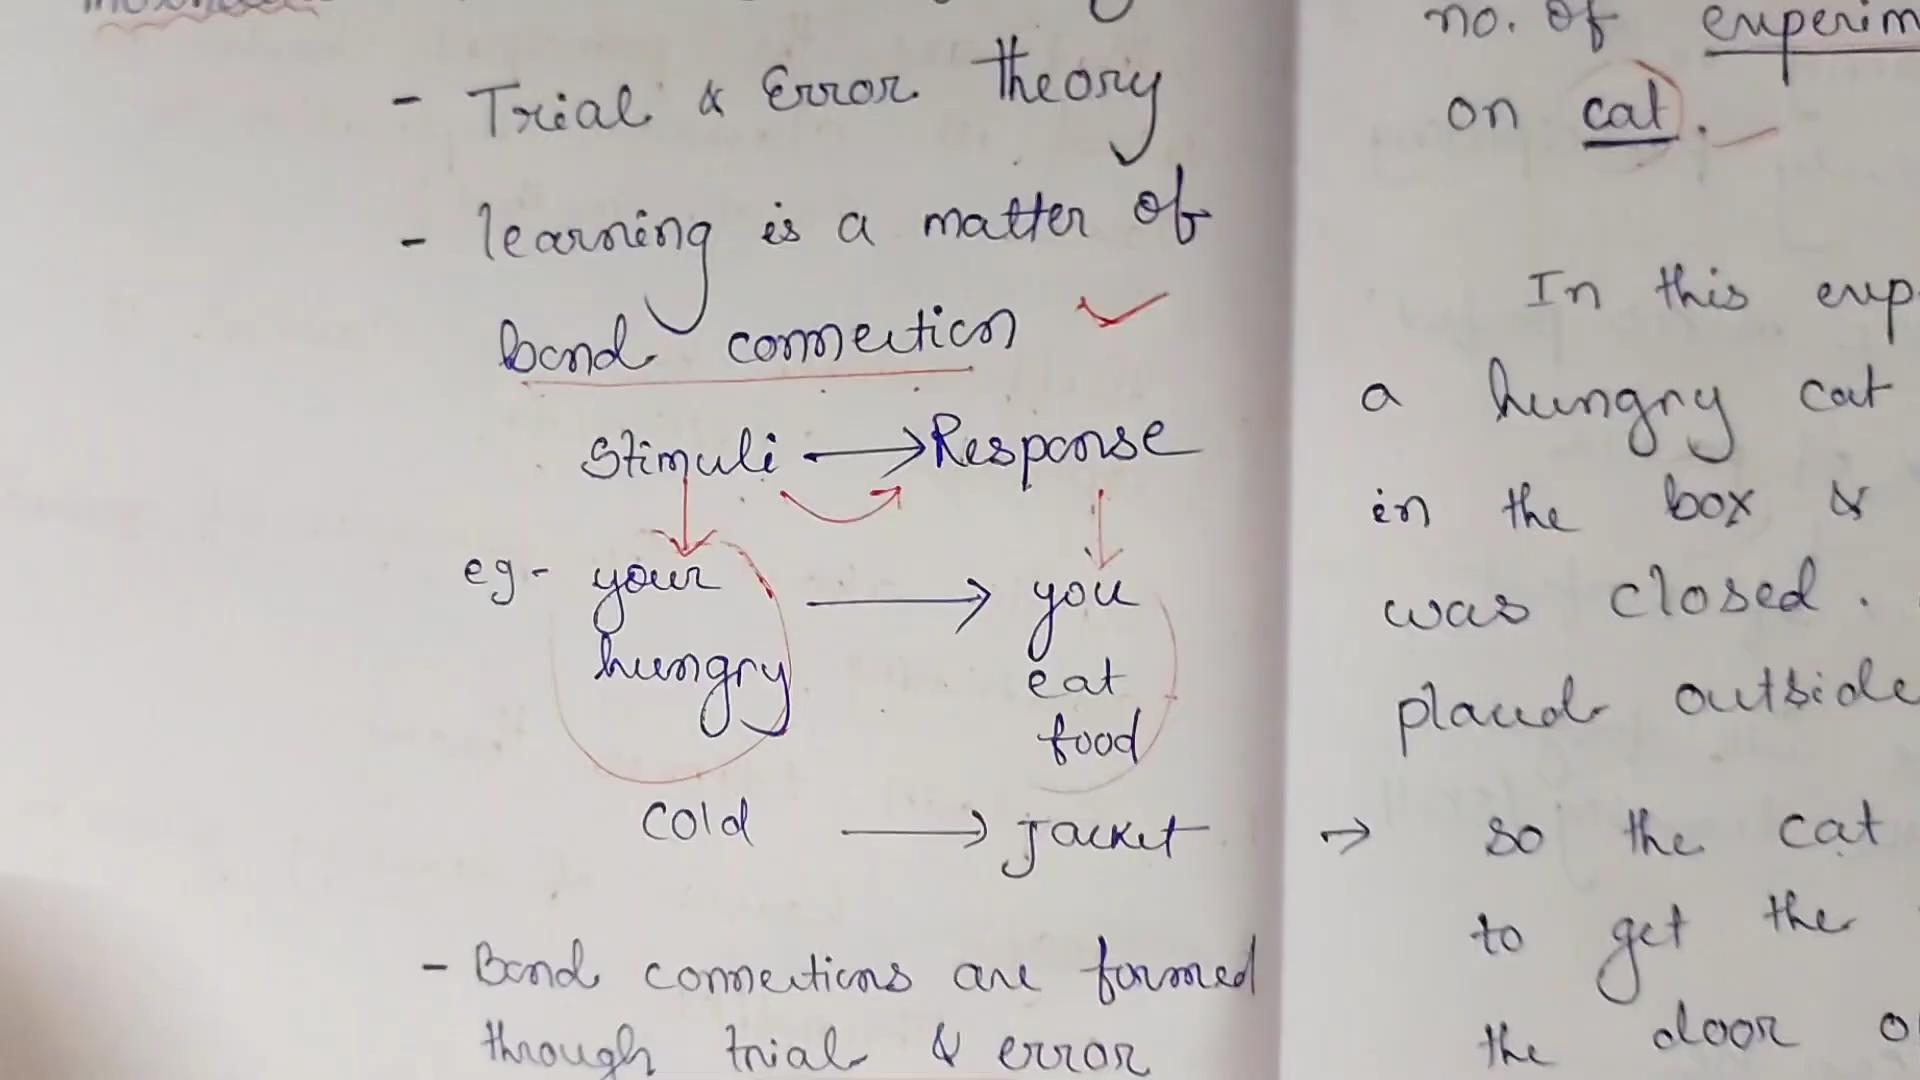 - Trial & Error theory
- learning is a matter of
bond connection
Stimuli → Response
eg- your → you
hungry eat
food
cold → jacket
- Bond connections are formed
through trial & error
no. of
on cat.
In this
a hungry cat
in the box &
was closed.
placed outside
→ so the cat
to get the
the door